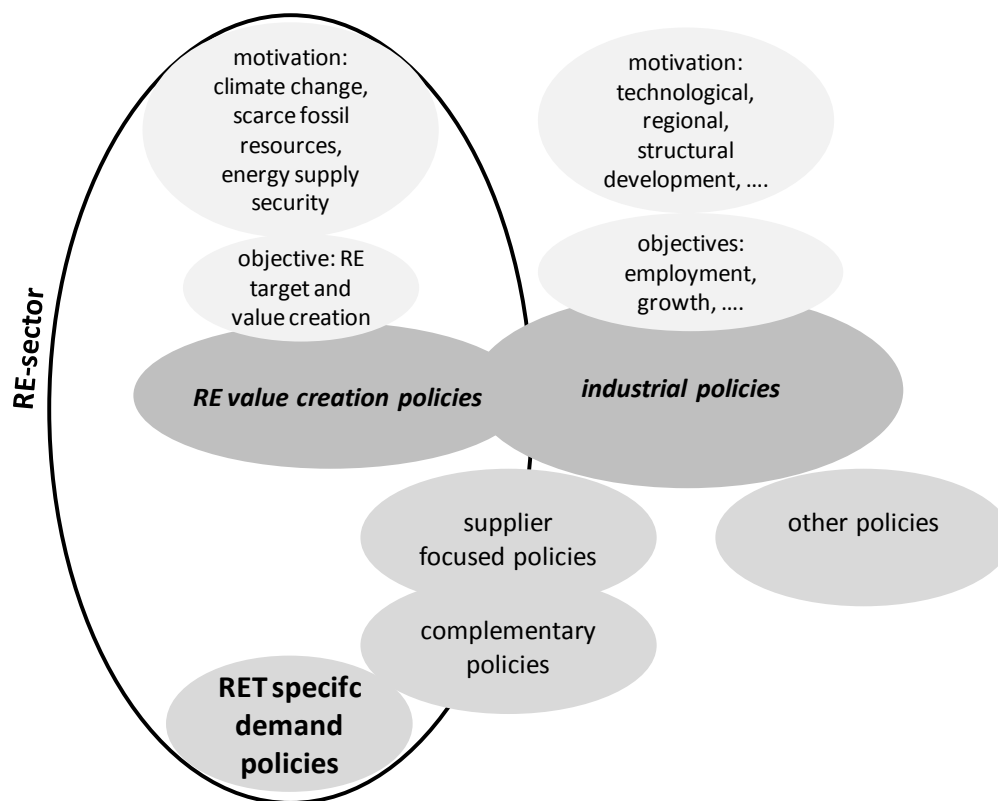 motivation:
climate change,
scarce fossil
resources,
energy supply
security
motivation:
technological,
regional,
structural
development, ....
objective: RE
target and
value creation
objectives:
employment,
growth, ....
RE-sector
RE value creation policies
industrial policies
supplier
focused policies
other policies
complementary
policies
RET specifc
demand
policies